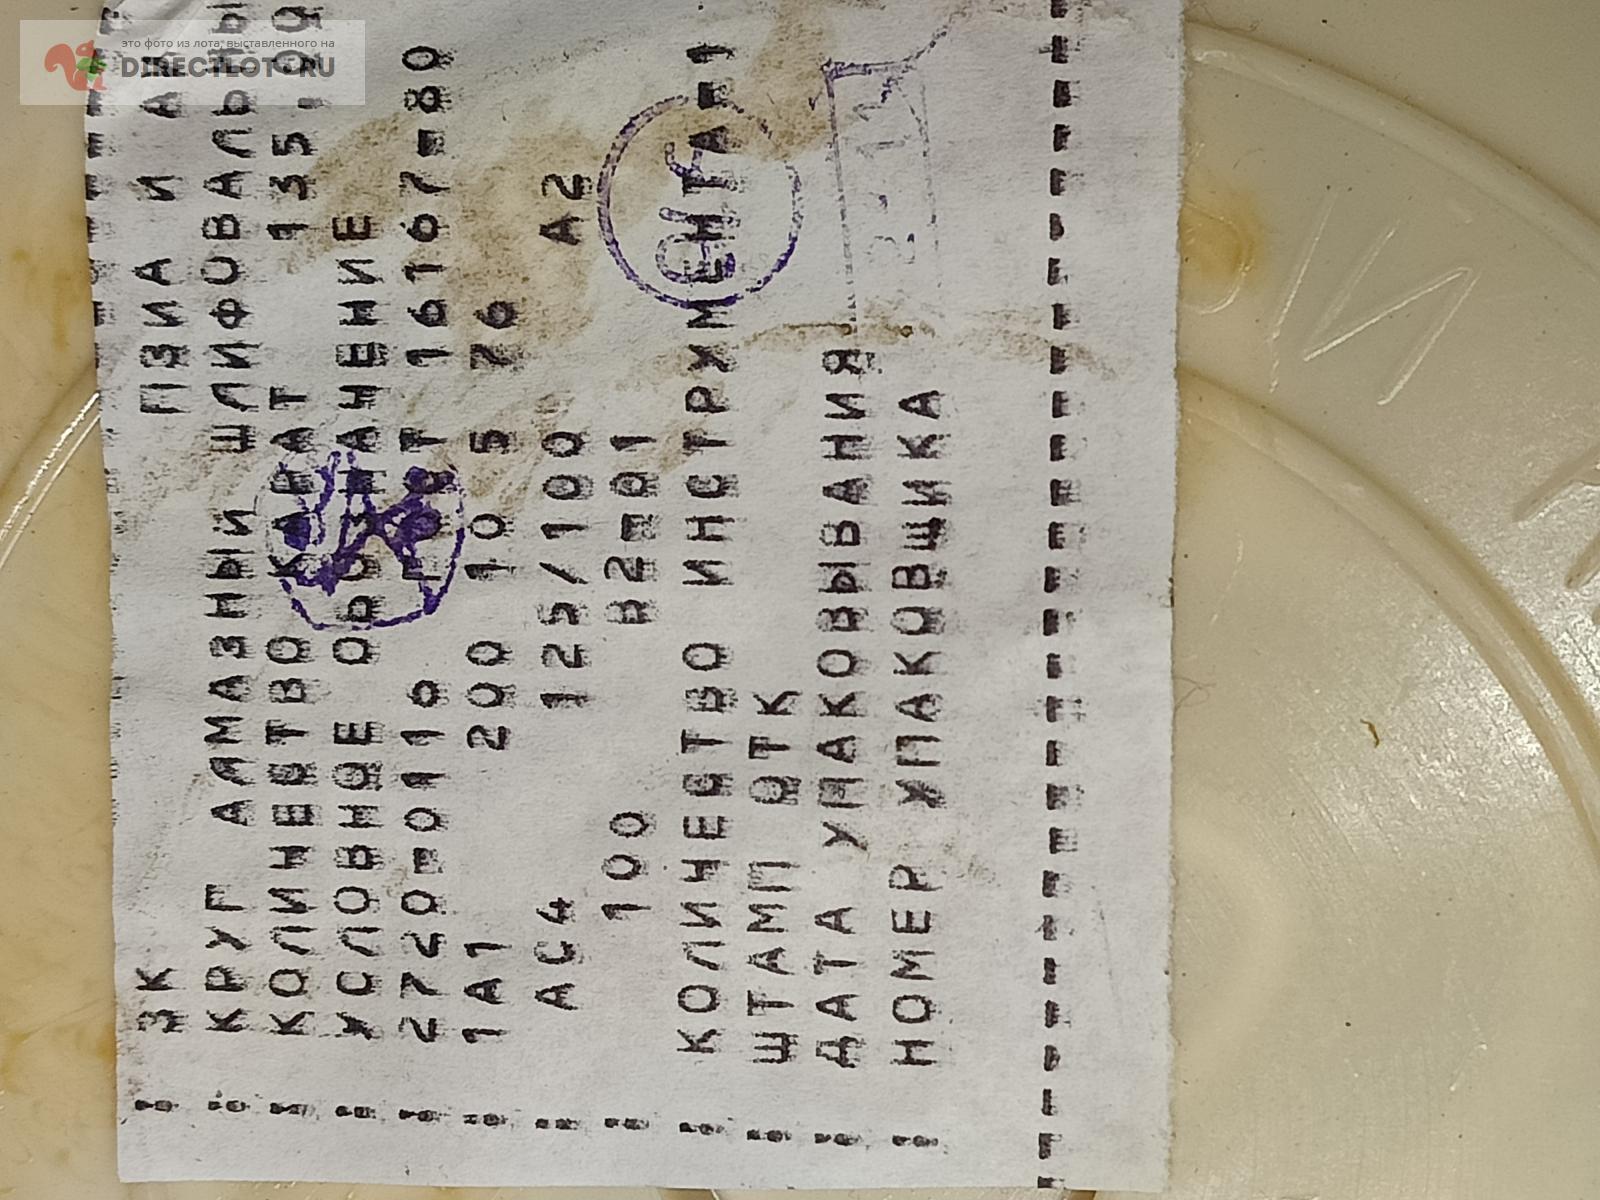 это фото из лота, выставленного на
DIRECTLOT.RU
ЗК ПЗИА И АИ
КРУГ АЛМАЗНЫЙ ШЛИФОВАЛЬНЫ
КОЛИЧЕСТВО КАРАТ 135,00
УСЛОВНОЕ ОБОЗНАЧЕНИЕ
2720-0116 ГОСТ 16167-80
1А1 200 10 5 76
АС4 125/100 А2
100 В2-01
КОЛИЧЕСТВО ИНСТРУМЕНТА-1
ШТАМП ОТК
ДАТА УПАКОВЫВАНИЯ
НОМЕР УПАКОВЩИКА